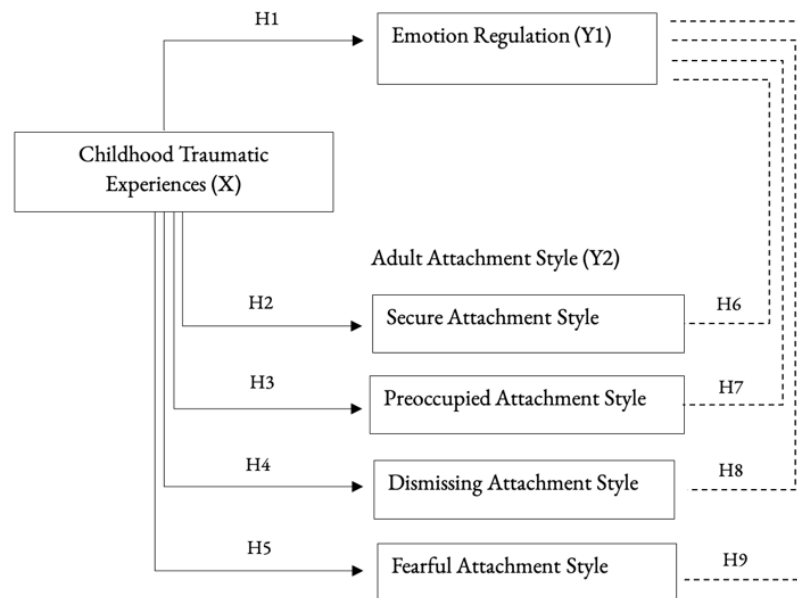 H1
Emotion Regulation (Y1)
Childhood Traumatic
Experiences (X)
Adult Attachment Style (Y2)
H2
Secure Attachment Style
H6
H3
Preoccupied Attachment Style
H7
H4
Dismissing Attachment Style
H8
H5
Fearful Attachment Style
H9